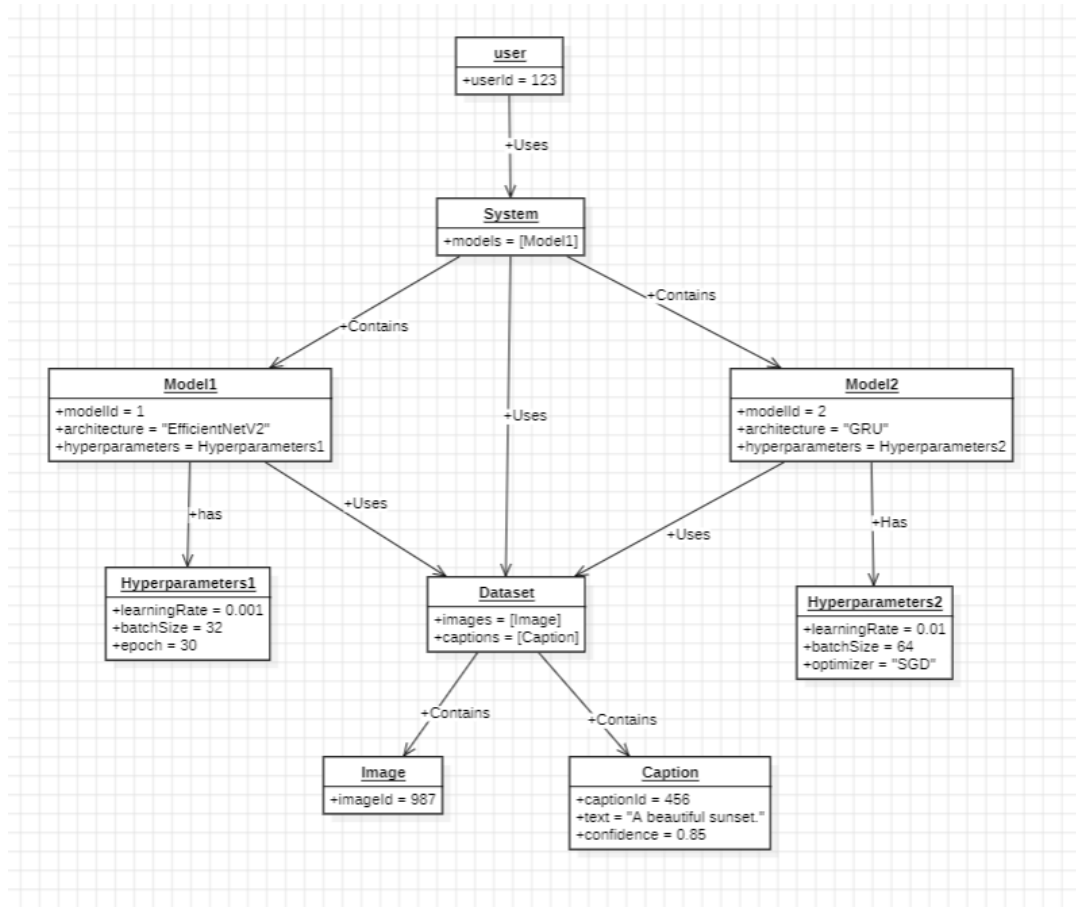 user
+userId = 123
+Uses
System
+models = [Model1]
+Contains
+Contains
Model1
+modelId = 1
+architecture = "EfficientNetV2"
+hyperparameters = Hyperparameters1
+Uses
Model2
+modelId = 2
+architecture = "GRU"
+hyperparameters = Hyperparameters2
+has
+Uses
+Uses
+Has
Hyperparameters1
+learningRate = 0.001
+batchSize = 32
+epoch = 30
Dataset
+images = [Image]
+captions = [Caption]
Hyperparameters2
+learningRate = 0.01
+batchSize = 64
+optimizer = "SGD"
+Contains
+Contains
Image
+imageId = 987
Caption
+captionId = 456
+text = "A beautiful sunset."
+confidence = 0.85